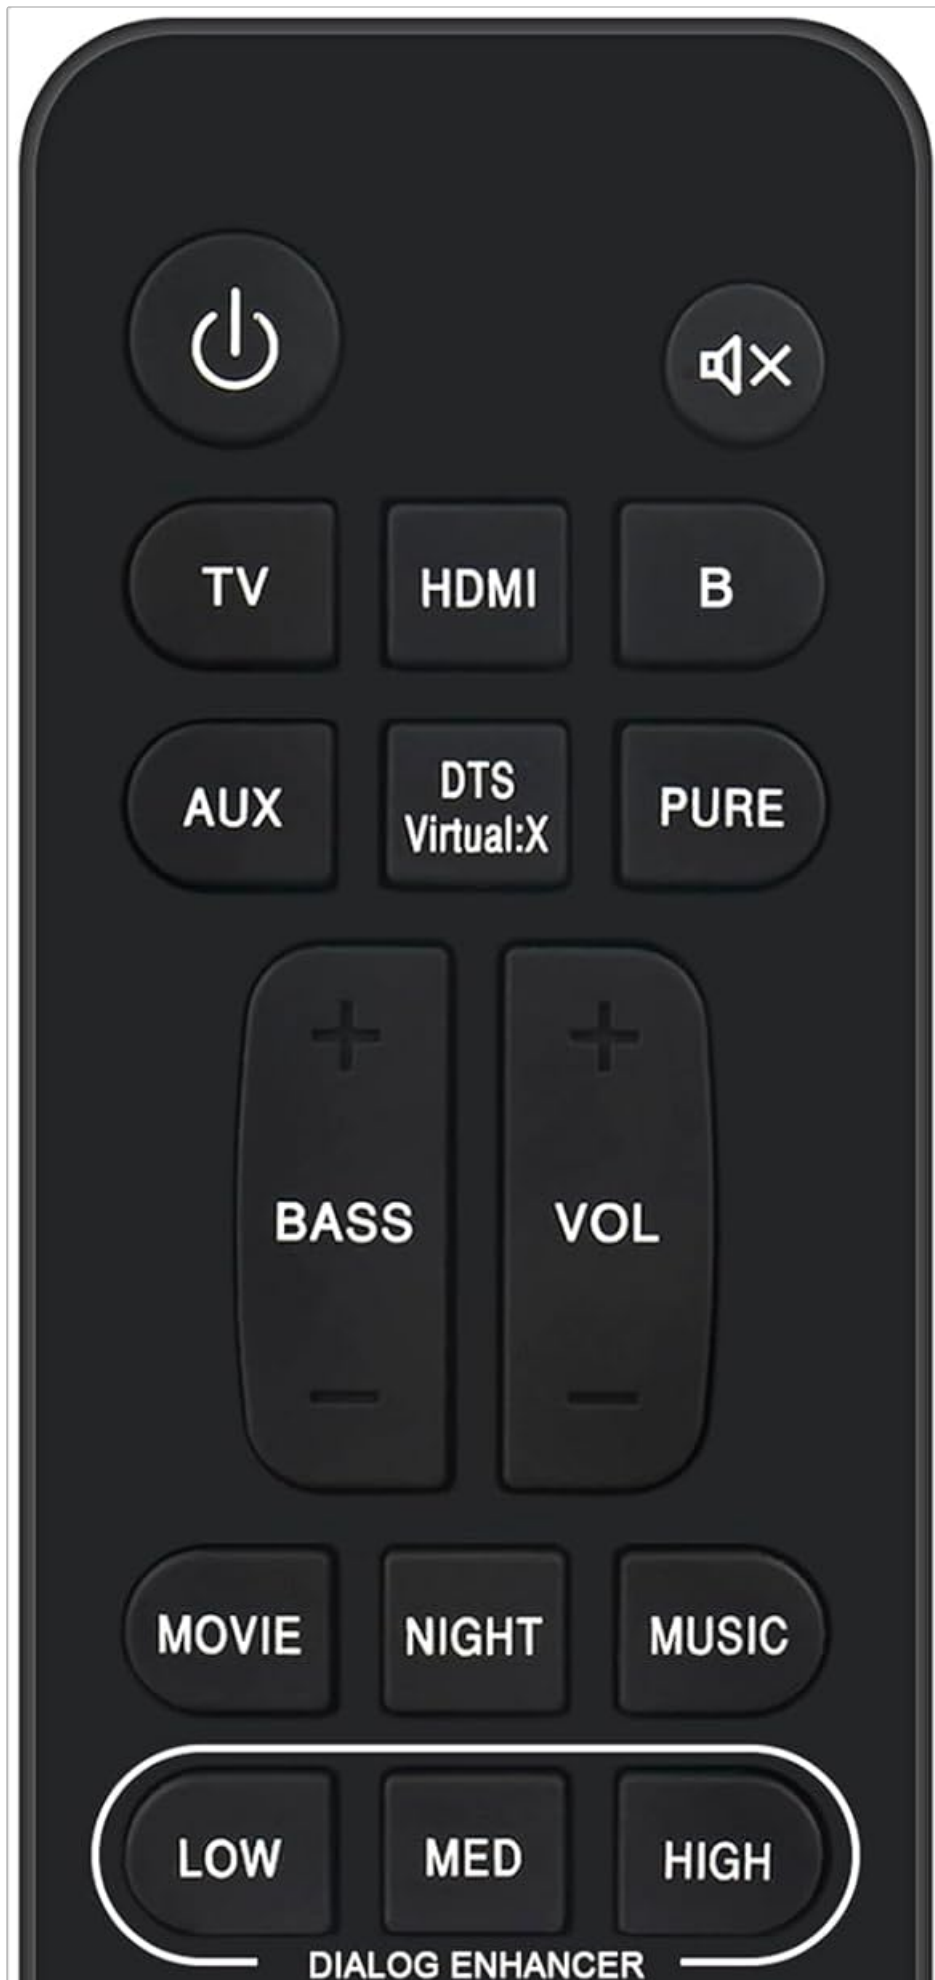 TV
HDMI
B
AUX
DTS
Virtual:X
PURE
BASS
VOL
MOVIE
NIGHT
MUSIC
LOW
MED
HIGH
DIALOG ENHANCER